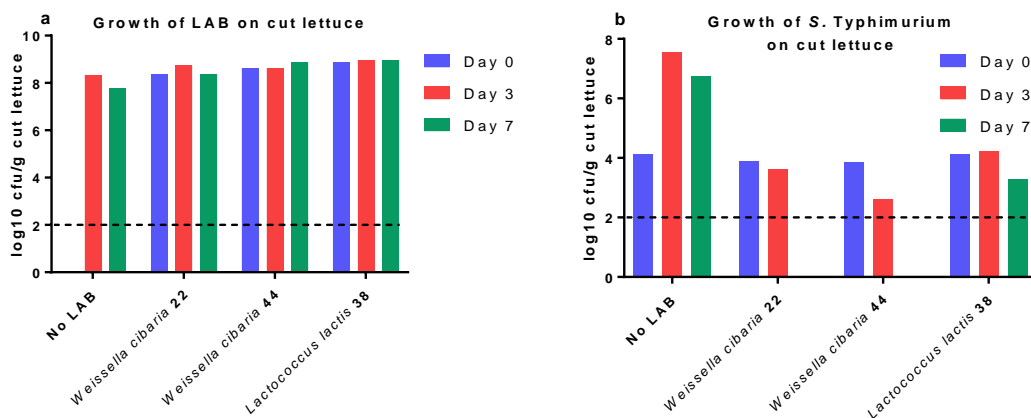 a
Growth of LAB on cut lettuce
log10 cfu/g cut lettuce
10
8
6
4
2
0
Day 0
Day 3
Day 7
No LAB
Weissella cibaria 22
Weissella cibaria 44
Lactococcus lactis 38
b
Growth of S. Typhimurium
on cut lettuce
log10 cfu/g cut lettuce
8
6
4
2
0
Day 0
Day 3
Day 7
No LAB
Weissella cibaria 22
Weissella cibaria 44
Lactococcus lactis 38